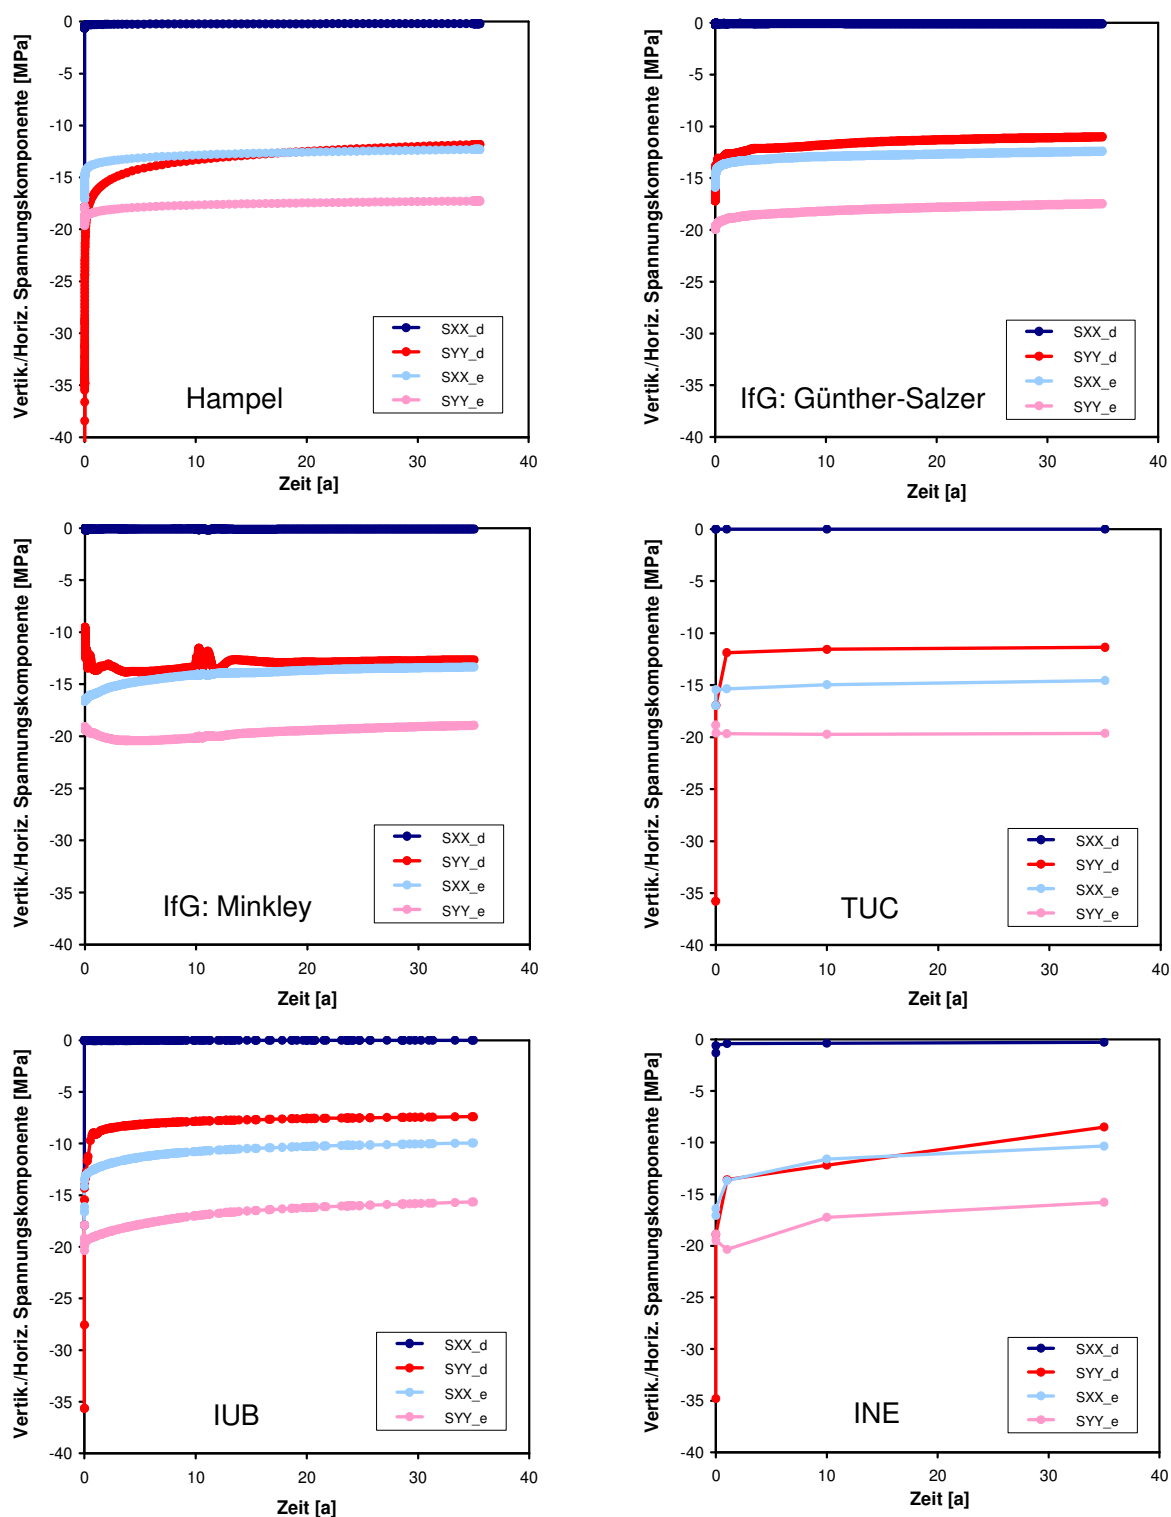 Vertik./Horiz. Spannungskomponente [MPa]
0
-5
-10
-15
-20
-25
-30
-35
-40
0
10
20
30
40
Zeit [a]
Hampel
SXX_d
SYY_d
SXX_e
SYY_e
Vertik./Horiz. Spannungskomponente [MPa]
0
-5
-10
-15
-20
-25
-30
-35
-40
0
10
20
30
40
Zeit [a]
IfG: Günther-Salzer
SXX_d
SYY_d
SXX_e
SYY_e
Vertik./Horiz. Spannungskomponente [MPa]
0
-5
-10
-15
-20
-25
-30
-35
-40
0
10
20
30
40
Zeit [a]
IfG: Minkley
SXX_d
SYY_d
SXX_e
SYY_e
Vertik./Horiz. Spannungskomponente [MPa]
0
-5
-10
-15
-20
-25
-30
-35
-40
0
10
20
30
40
Zeit [a]
TUC
SXX_d
SYY_d
SXX_e
SYY_e
Vertik./Horiz. Spannungskomponente [MPa]
0
-5
-10
-15
-20
-25
-30
-35
-40
0
10
20
30
40
Zeit [a]
IUB
SXX_d
SYY_d
SXX_e
SYY_e
Vertik./Horiz. Spannungskomponente [MPa]
0
-5
-10
-15
-20
-25
-30
-35
-40
0
10
20
30
40
Zeit [a]
INE
SXX_d
SYY_d
SXX_e
SYY_e